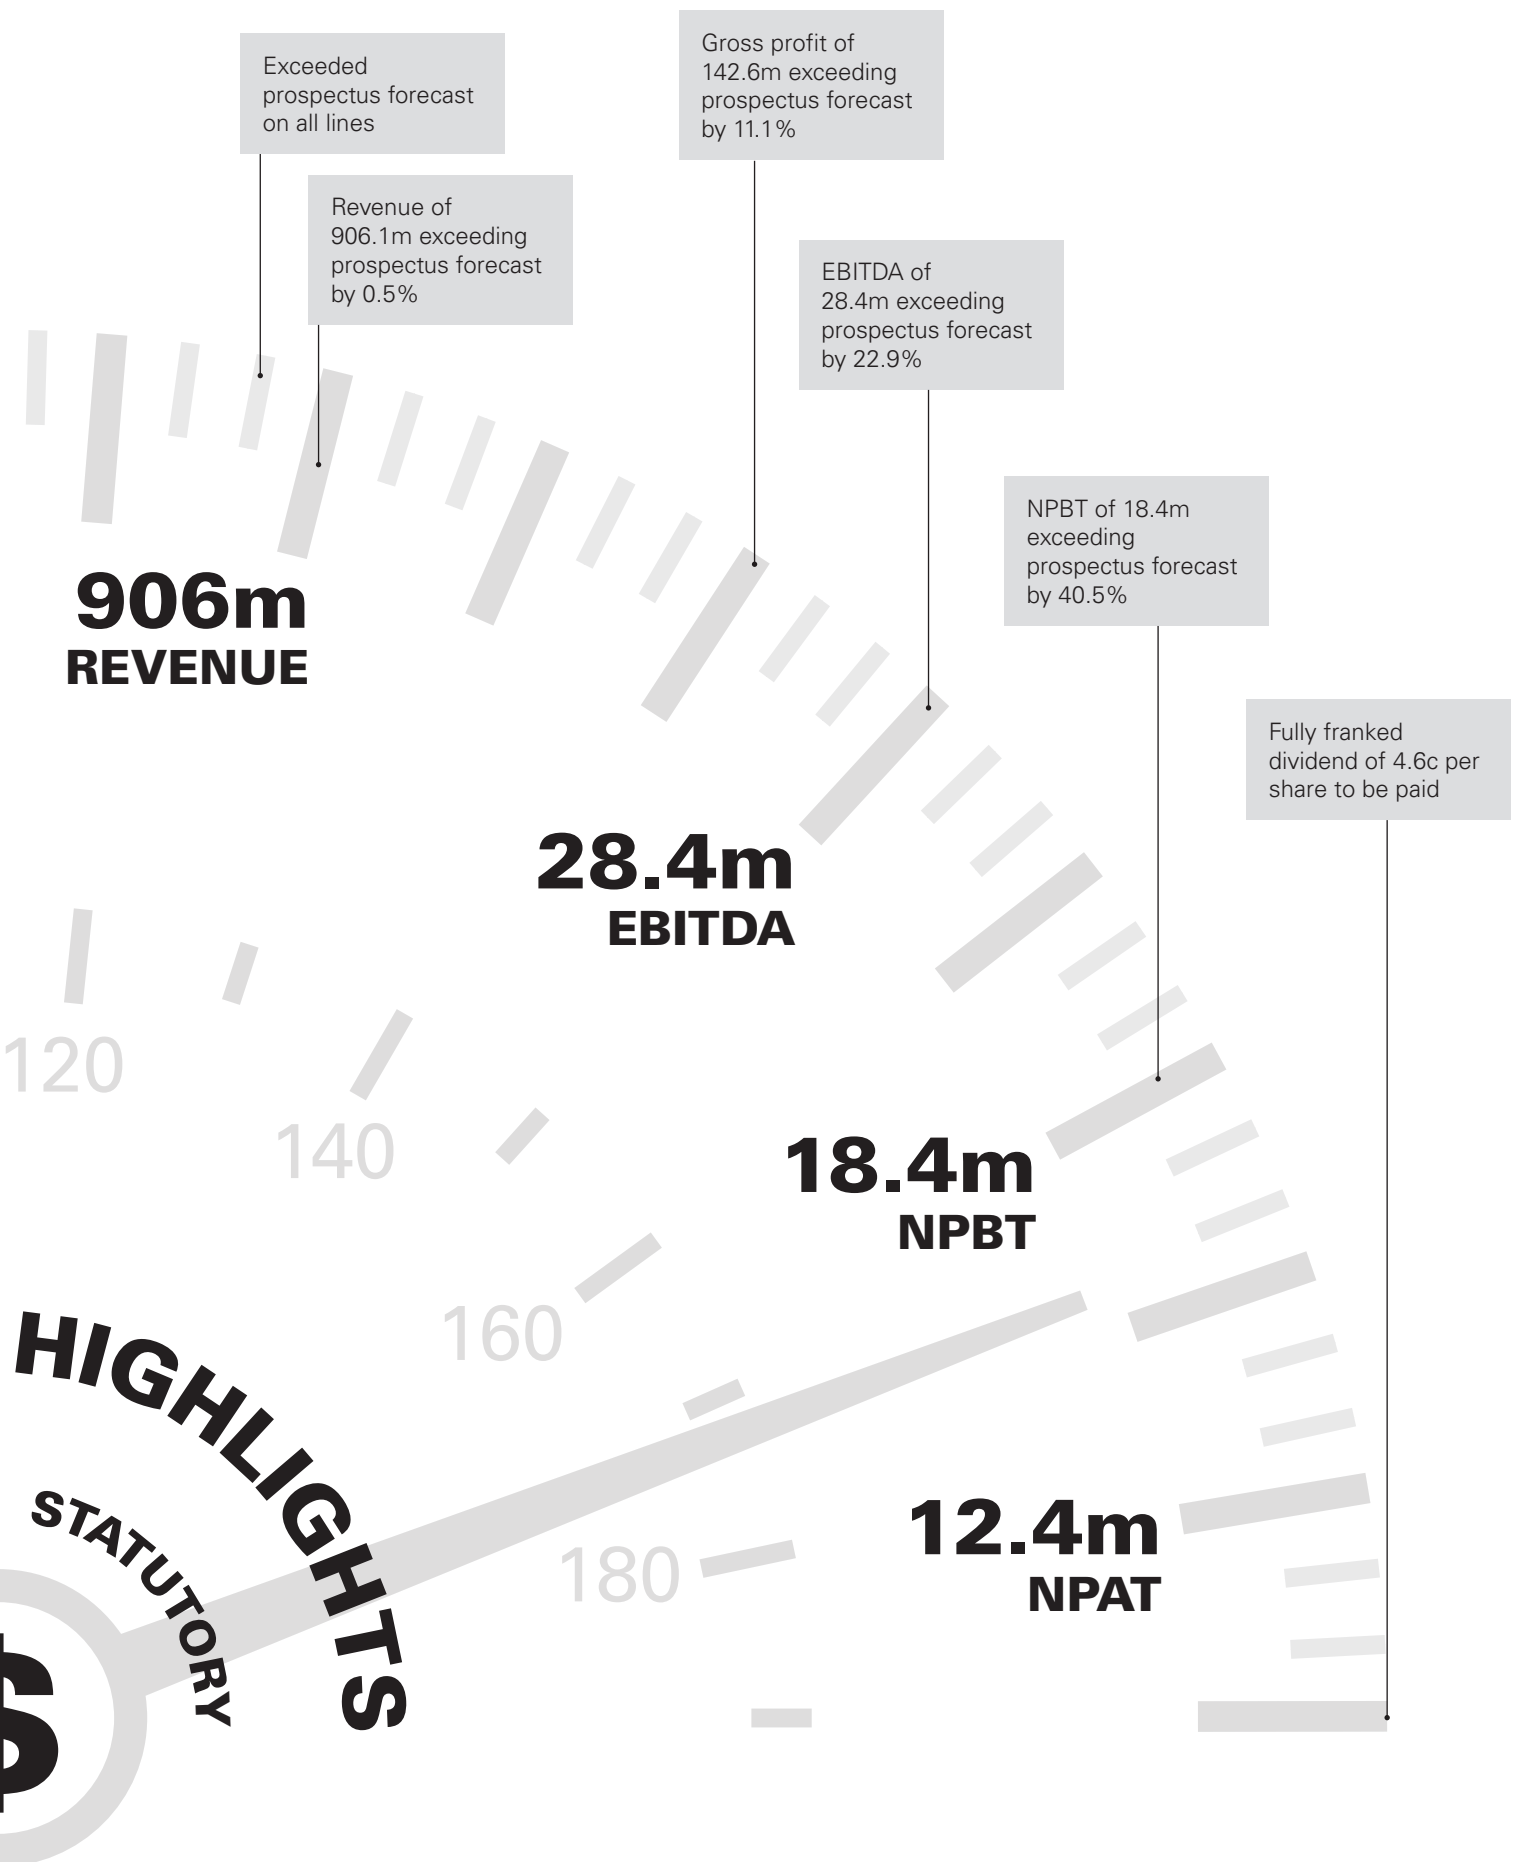 Exceeded
prospectus forecast
on all lines
Revenue of
906.1m exceeding
prospectus forecast
by 0.5%
Gross profit of
142.6m exceeding
prospectus forecast
by 11.1%
EBITDA of
28.4m exceeding
prospectus forecast
by 22.9%
NPBT of 18.4m
exceeding
prospectus forecast
by 40.5%
Fully franked
dividend of 4.6c per
share to be paid
906m
REVENUE
28.4m
EBITDA
18.4m
NPBT
12.4m
NPAT
120
140
160
180
HIGHLIGHTS
STATUTORY
$